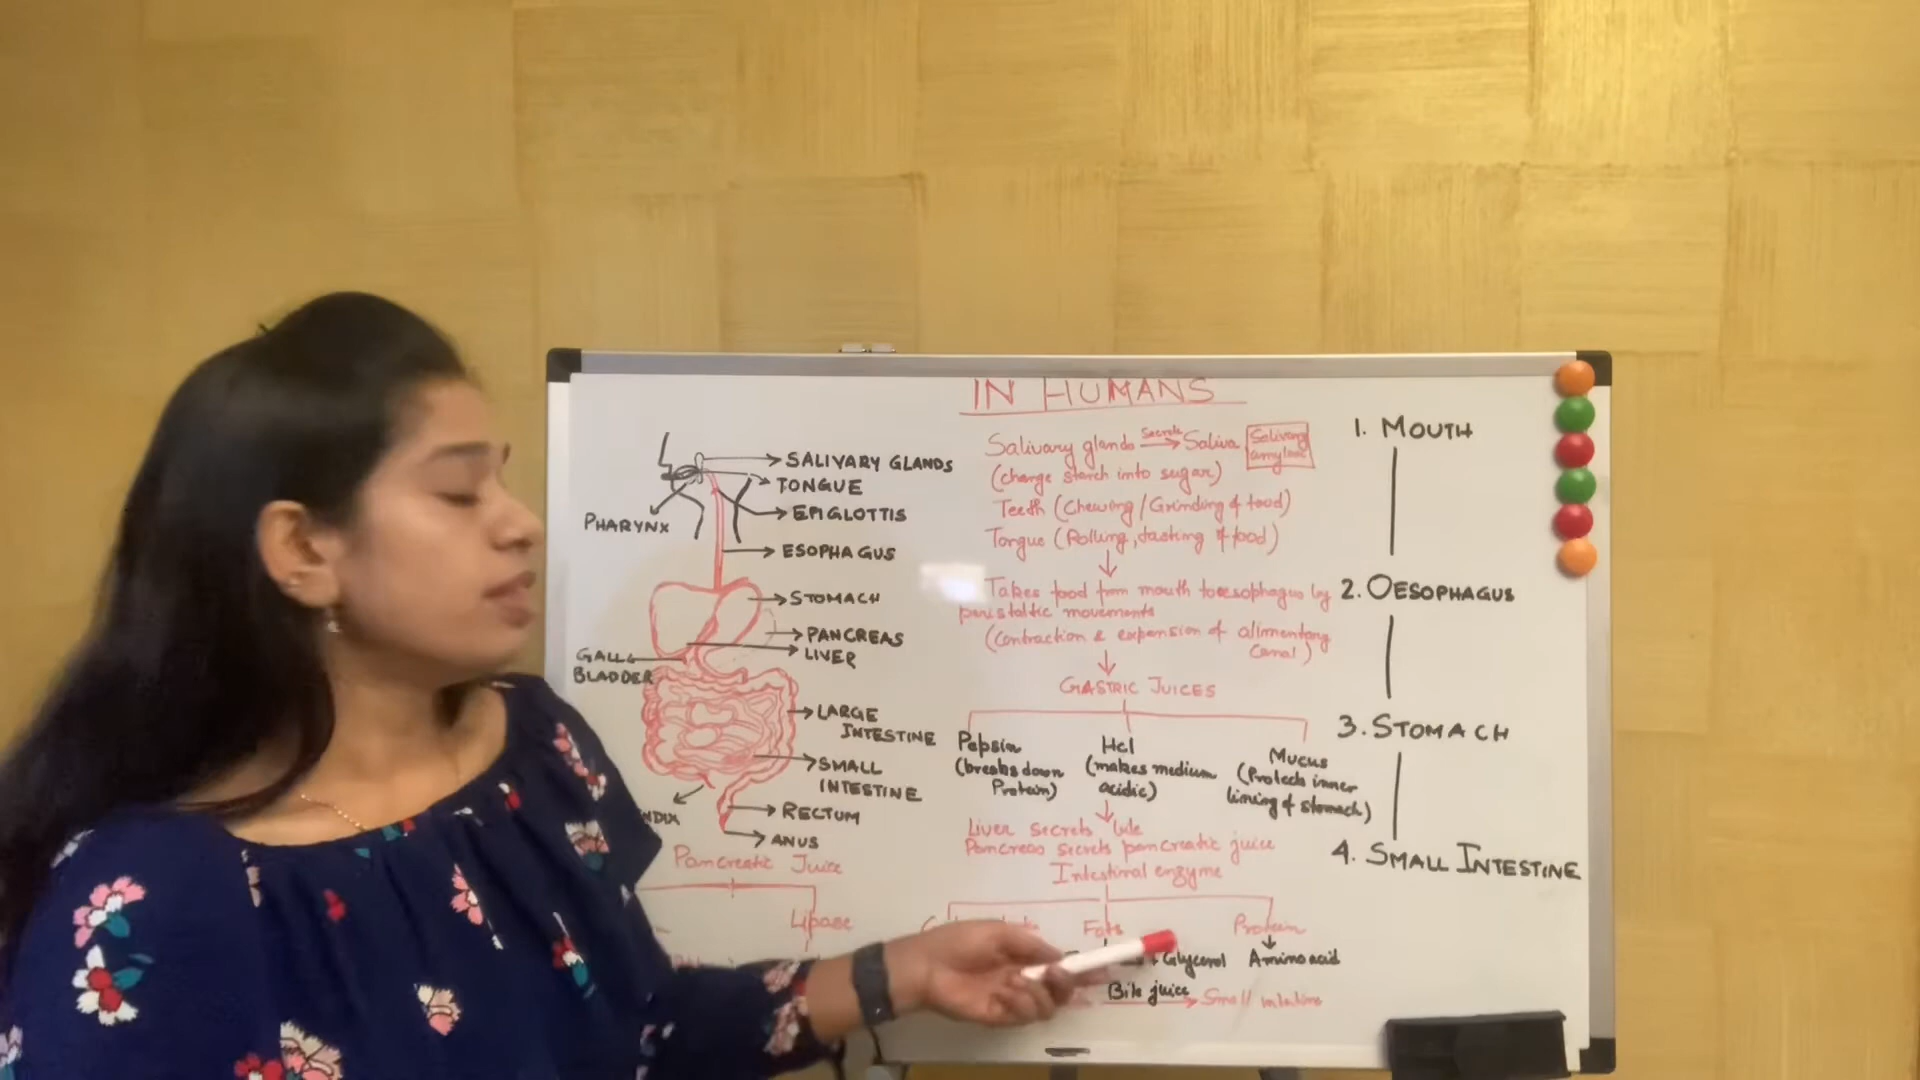 IN HUMANS
SALIVARY GLANDS
TONGUE
EPIGLOTTIS
PHARYNX
ESOPHAGUS
STOMACH
PANCREAS
LIVER
GALL
BLADDER
LARGE
INTESTINE
SMALL
INTESTINE
NDIX
RECTUM
ANUS
Pancreatic Juice
Lipase
Salivary glands Secrets Saliva Salivary
amylase
(change starch into sugar)
Teeth (Chewing/Grinding of food)
Tongue (Rolling, tasting of food)
Takes food from mouth to oesophagus by
peristaltic movements
(Contraction & expansion of alimentary
Canal)
GASTRIC JUICES
Pepsin
(breaks down
Protein)
Hcl
(makes medium
acidic)
Mucus
(Protects inner
lining of stomach)
Liver secrets bile
Pancreas secrets pancreatic juice
Intestinal enzyme
Fats
Protein
+ Glycerol
Amino acid
Bile juice
Small
1. MOUTH
2. OESOPHAGUS
3. STOMACH
4. SMALL INTESTINE